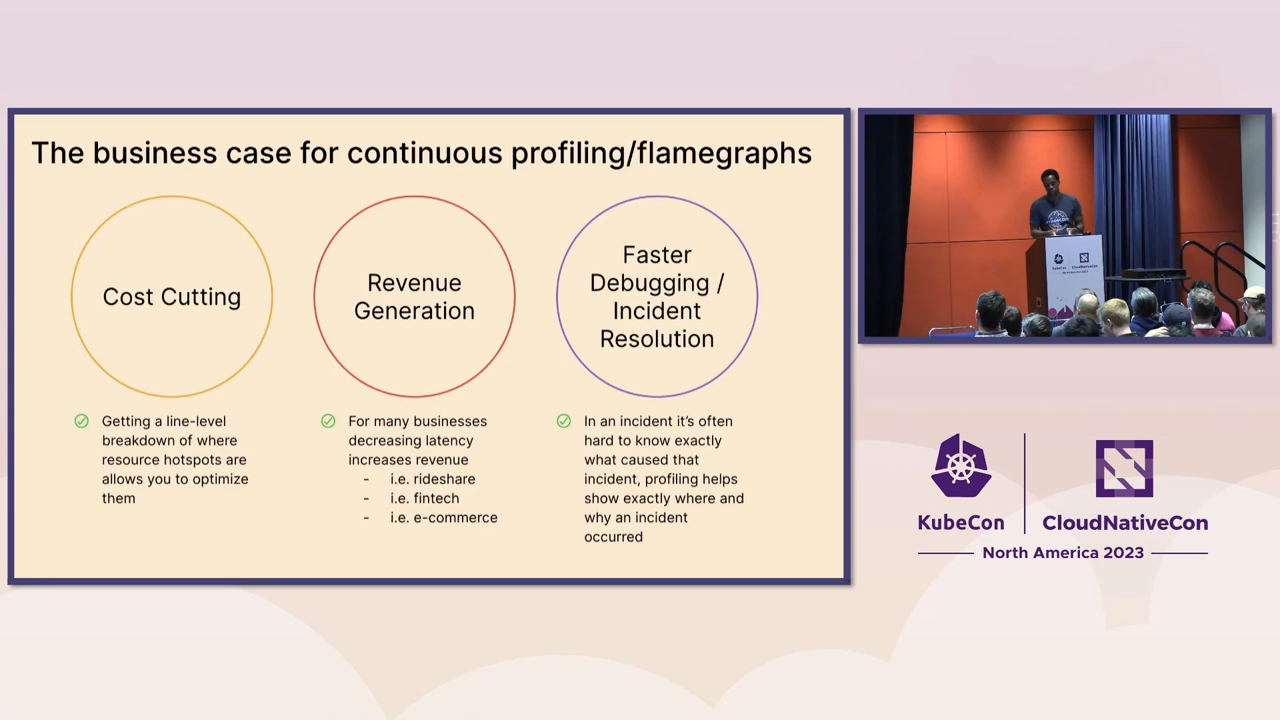 The business case for continuous profiling/flamegraphs
Cost Cutting
Getting a line-level
breakdown of where
resource hotspots are
allows you to optimize
them
Revenue
Generation
For many businesses
decreasing latency
increases revenue
- i.e. rideshare
- i.e. fintech
- i.e. e-commerce
Faster
Debugging /
Incident
Resolution
In an incident it’s often
hard to know exactly
what caused that
incident, profiling helps
show exactly where and
why an incident
occurred
KubeCon
CloudNativeCon
KubeCon
CloudNativeCon
North America 2023